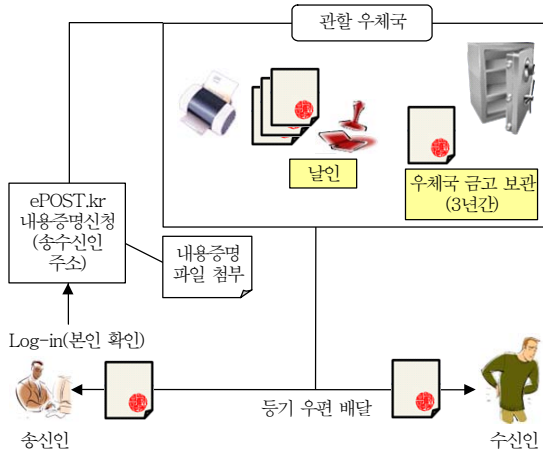 관할 우체국
날인
우체국 금고 보관
(3년간)
ePOST.kr
내용증명신청
(송수신인
주소)
내용증명
파일 첨부
Log-in(본인 확인)
등기 우편 배달
송신인
수신인